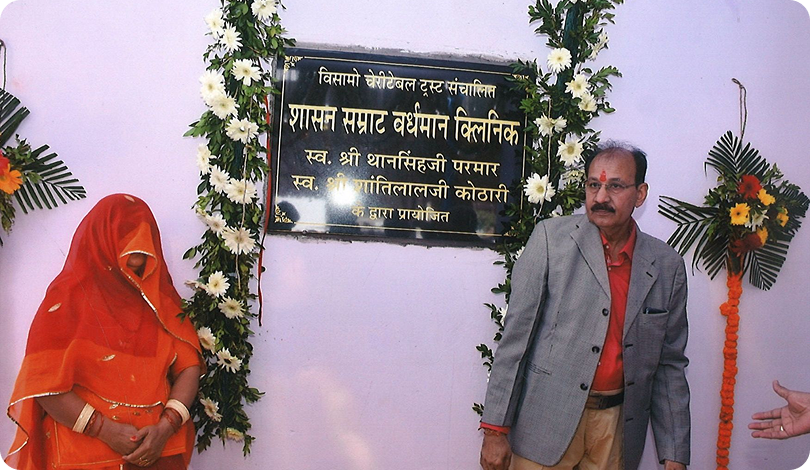 विसामो चेरीटेबल ट्रस्ट संचालित
शासन सम्राट वर्धमान क्लिनिक
स्व. श्री थानसिंहजी परमार
स्व. श्री शांतिलालजी कोठारी
के द्वारा प्रायोजित